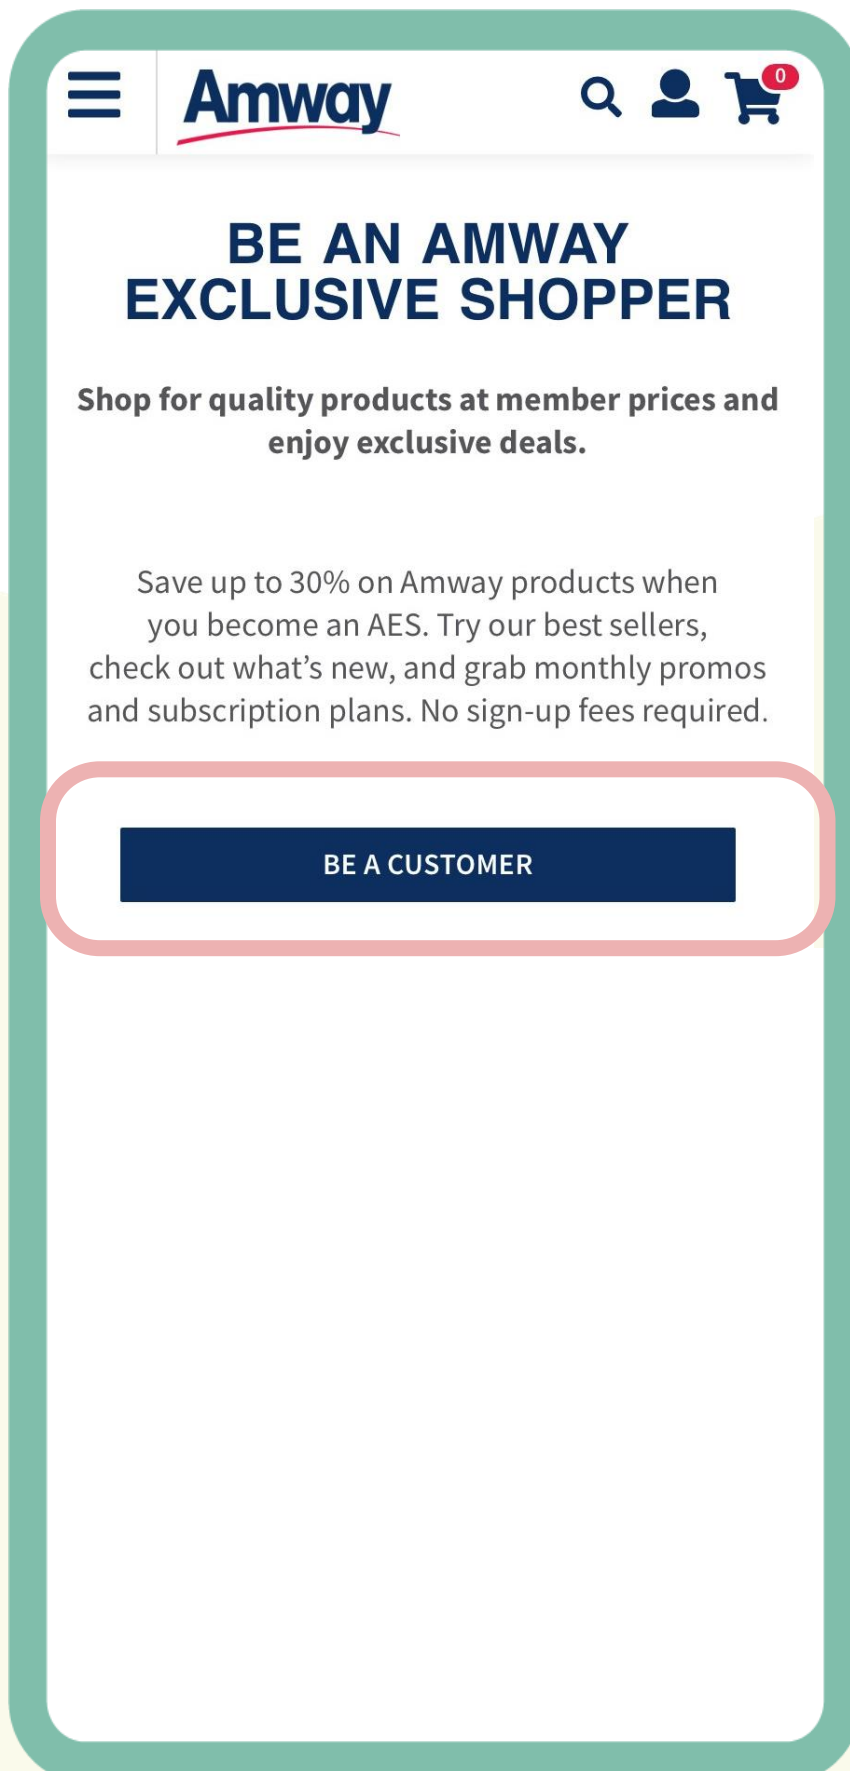 Amway
0
BE AN AMWAY
EXCLUSIVE SHOPPER
Shop for quality products at member prices and
enjoy exclusive deals.
Save up to 30% on Amway products when
you become an AES. Try our best sellers,
check out what’s new, and grab monthly promos
and subscription plans. No sign-up fees required.
BE A CUSTOMER